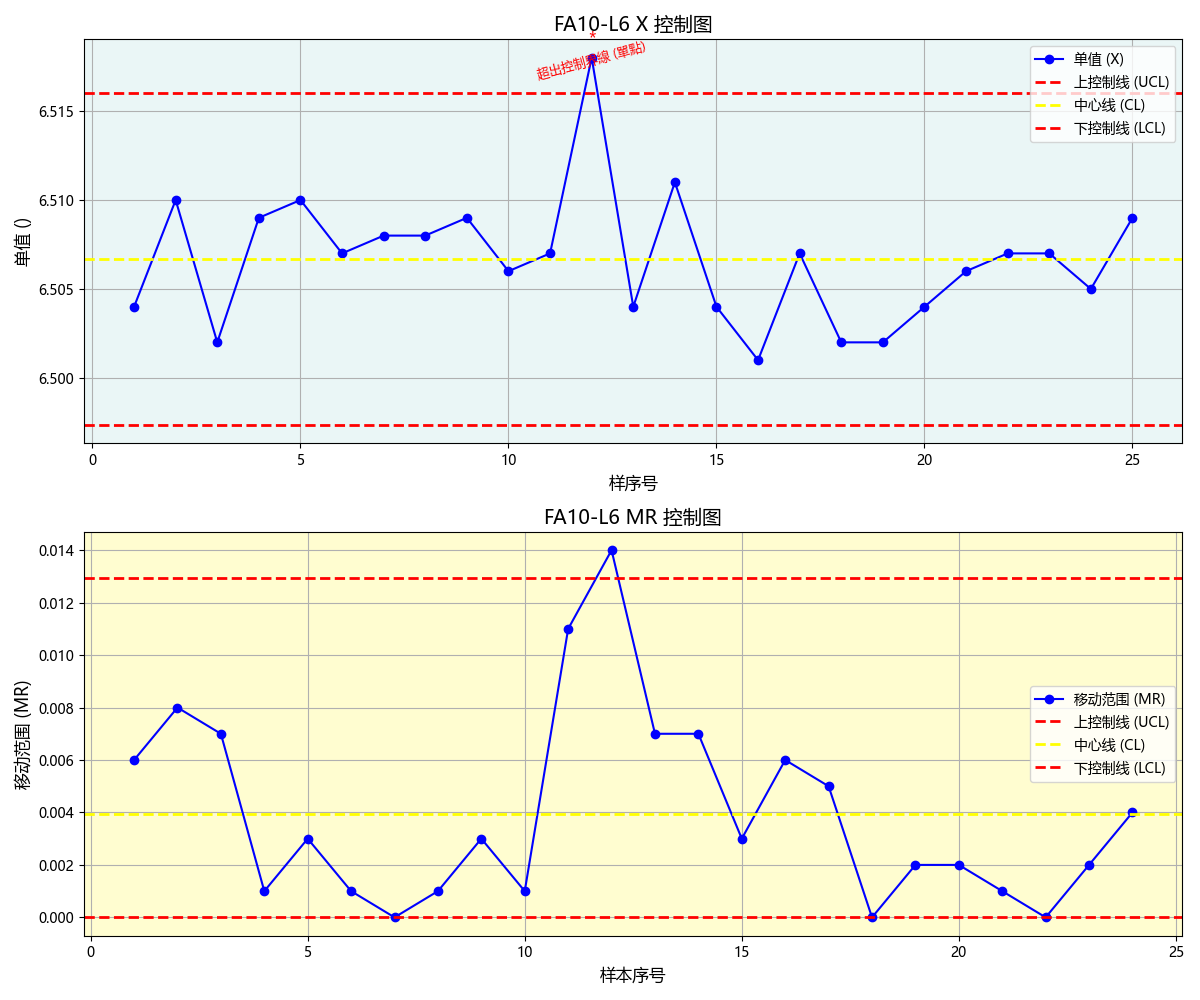 FA10-L6 X 控制图
*
超出控制界線 (單點)
单值 (X)
上控制线 (UCL)
中心线 (CL)
下控制线 (LCL)
单值 ()
6.515
6.510
6.505
6.500
0 5 10 15 20 25
样序号
FA10-L6 MR 控制图
移动范围 (MR)
0.014
0.012
0.010
0.008
0.006
0.004
0.002
0.000
移动范围 (MR)
上控制线 (UCL)
中心线 (CL)
下控制线 (LCL)
0 5 10 15 20 25
样本序号